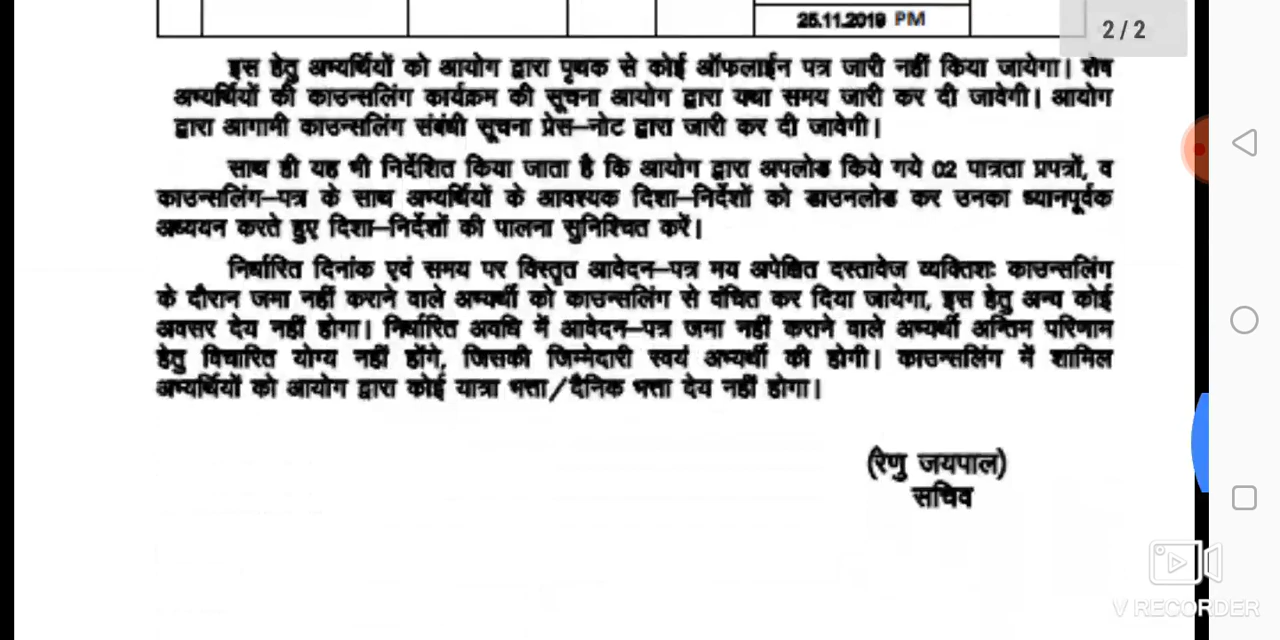 25.11.2019 PM
2 / 2
इस हेतु अभ्यर्थियों को आयोग द्वारा पृथक से कोई ऑफलाईन पत्र जारी नहीं किया जायेगा। शेष
अभ्यर्थियों की काउन्सलिंग कार्यक्रम की सूचना आयोग द्वारा यथा समय जारी कर दी जावेगी। आयोग
द्वारा आगामी काउन्सलिंग संबंधी सूचना प्रेस–नोट द्वारा जारी कर दी जावेगी।
साथ ही यह भी निर्देशित किया जाता है कि आयोग द्वारा अपलोड किये गये 02 पात्रता प्रपत्रों, व
काउन्सलिंग–पत्र के साथ अभ्यर्थियों के आवश्यक दिशा–निर्देशों को डाउनलोड कर उनका ध्यानपूर्वक
अध्ययन करते हुए दिशा–निर्देशों की पालना सुनिश्चित करें।
निर्धारित दिनांक एवं समय पर विस्तृत आवेदन–पत्र मय अपेक्षित दस्तावेज व्यक्तिशः काउन्सलिंग
के दौरान जमा नहीं कराने वाले अभ्यर्थी को काउन्सलिंग से वंचित कर दिया जायेगा, इस हेतु अन्य कोई
अवसर देय नहीं होगा। निर्धारित अवधि में आवेदन–पत्र जमा नहीं कराने वाले अभ्यर्थी अन्तिम परिणाम
हेतु विचारित योग्य नहीं होंगे, जिसकी जिम्मेदारी स्वयं अभ्यर्थी की होगी। काउन्सलिंग में शामिल
अभ्यर्थियों को आयोग द्वारा कोई यात्रा भत्ता/दैनिक भत्ता देय नहीं होगा।
(रेणु जयपाल)
सचिव
V RECORDER